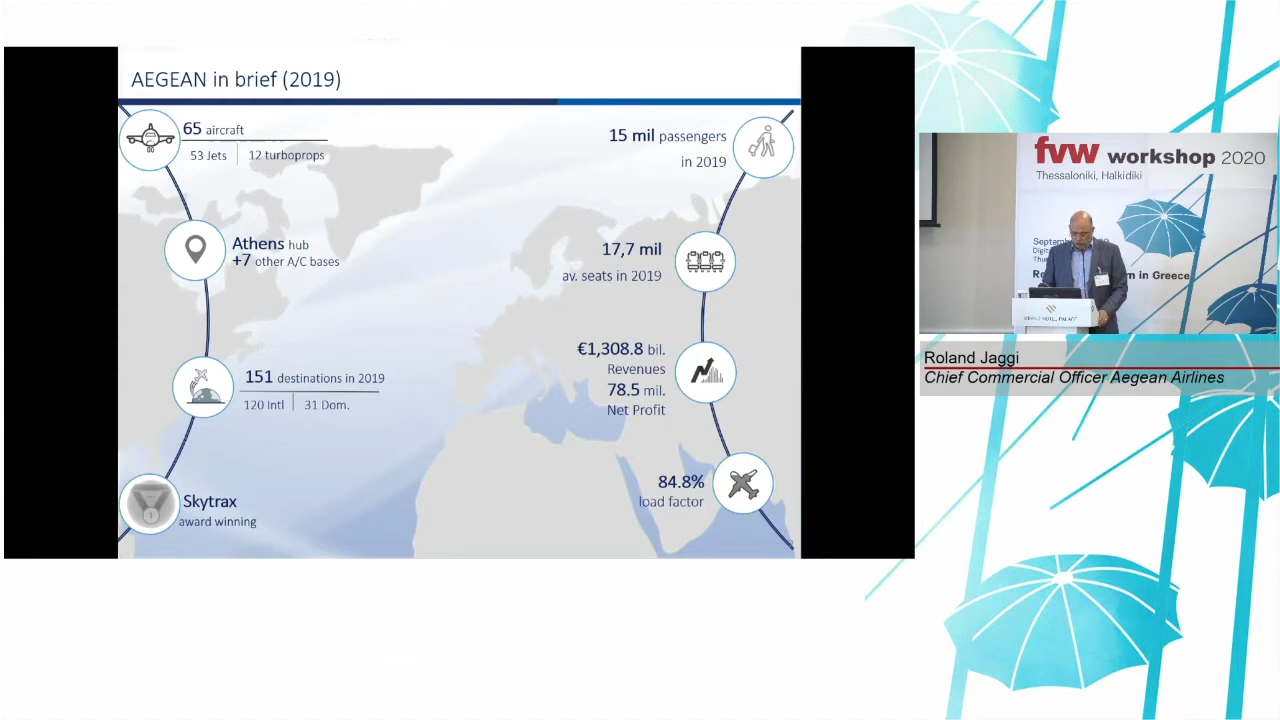 AEGEAN in brief (2019)
65 aircraft
53 Jets
12 turboprops
Athens hub
+7 other A/C bases
151 destinations in 2019
120 Intl
31 Dom.
Skytrax
award winning
1
15 mil passengers
in 2019
17,7 mil
av. seats in 2019
€1,308.8 bil.
Revenues
78.5 mil.
Net Profit
84.8%
load factor
fvw workshop 2020
Thessaloniki, Halkidiki
m in Greece
Roland Jaggi
Chief Commercial Officer Aegean Airlines